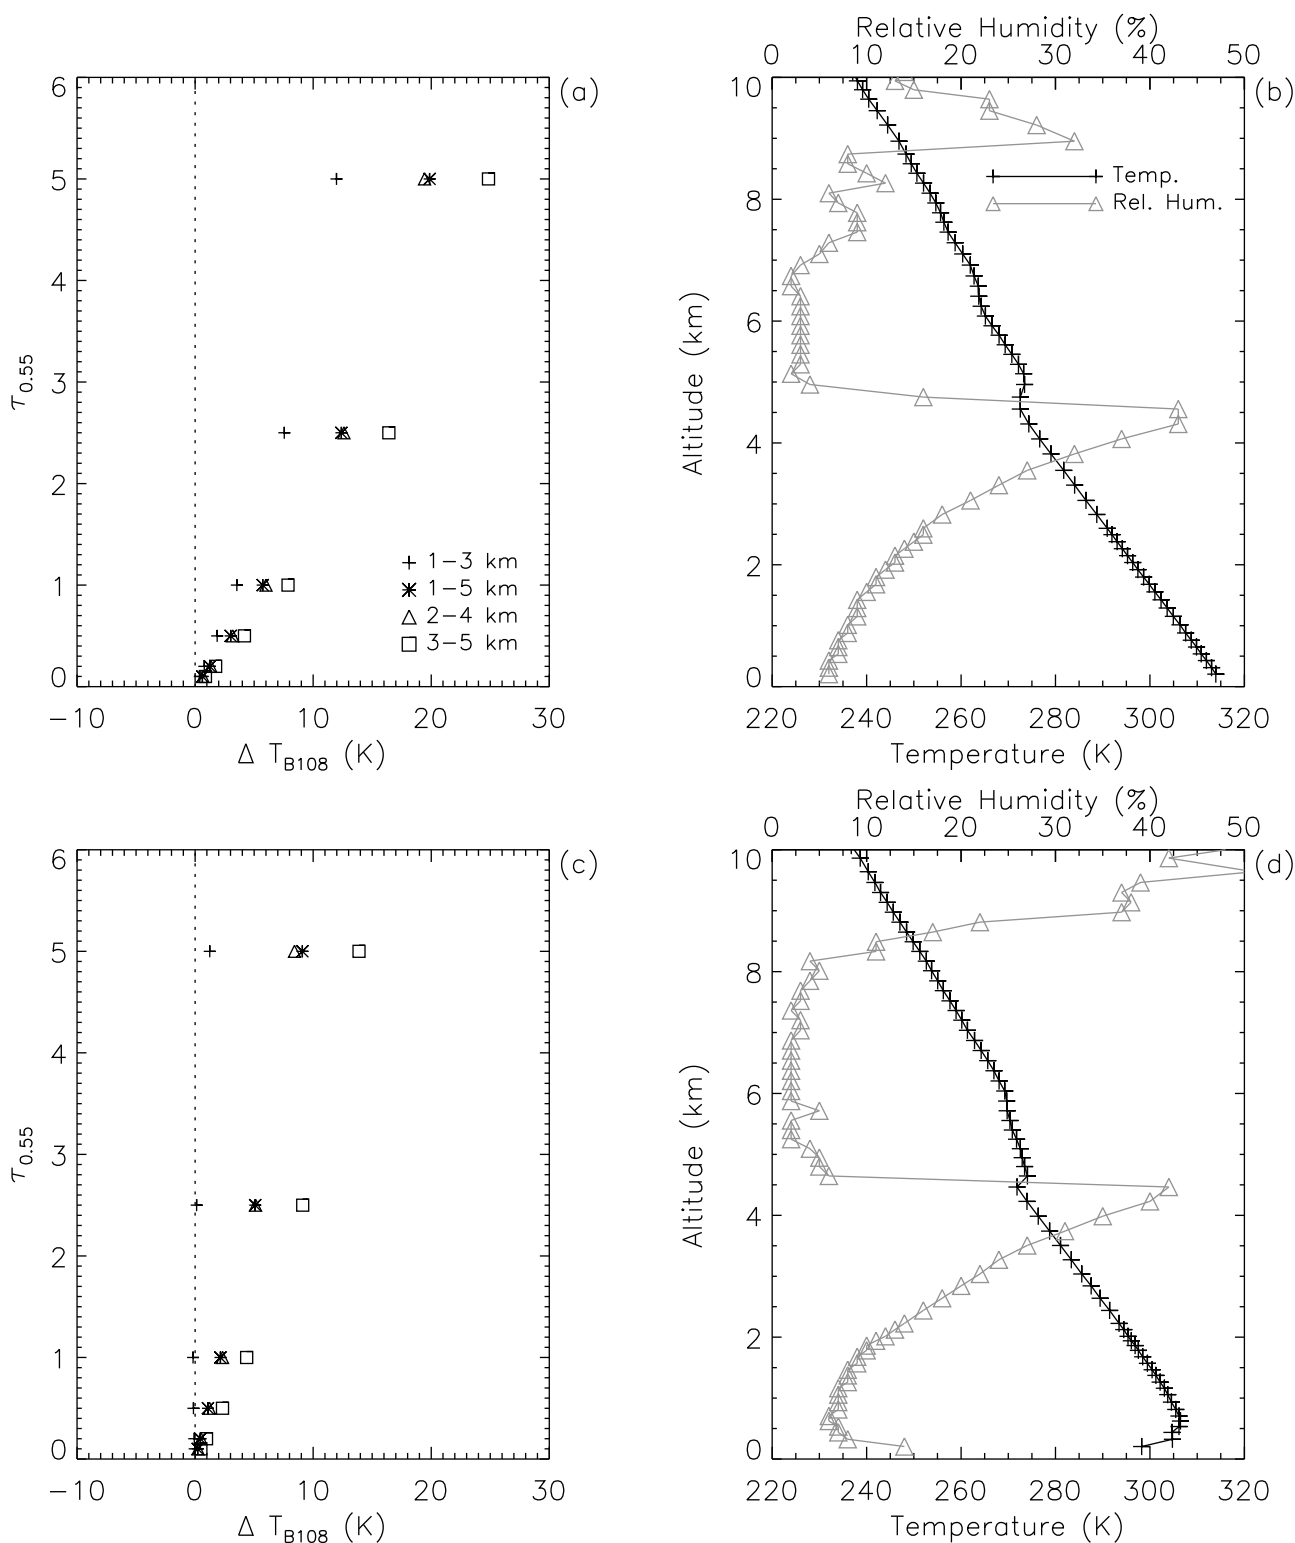 Relative Humidity (%)
0 10 20 30 40 50
6 5 4 3 2 1 0
τ0.55
(a)
1–3 km
1–5 km
2–4 km
3–5 km
−10 0 10 20 30
Δ TB108 (K)
10 8 6 4 2 0
Altitude (km)
(b)
Temp.
Rel. Hum.
220 240 260 280 300 320
Temperature (K)
Relative Humidity (%)
0 10 20 30 40 50
6 5 4 3 2 1 0
τ0.55
(c)
−10 0 10 20 30
Δ TB108 (K)
10 8 6 4 2 0
Altitude (km)
(d)
220 240 260 280 300 320
Temperature (K)